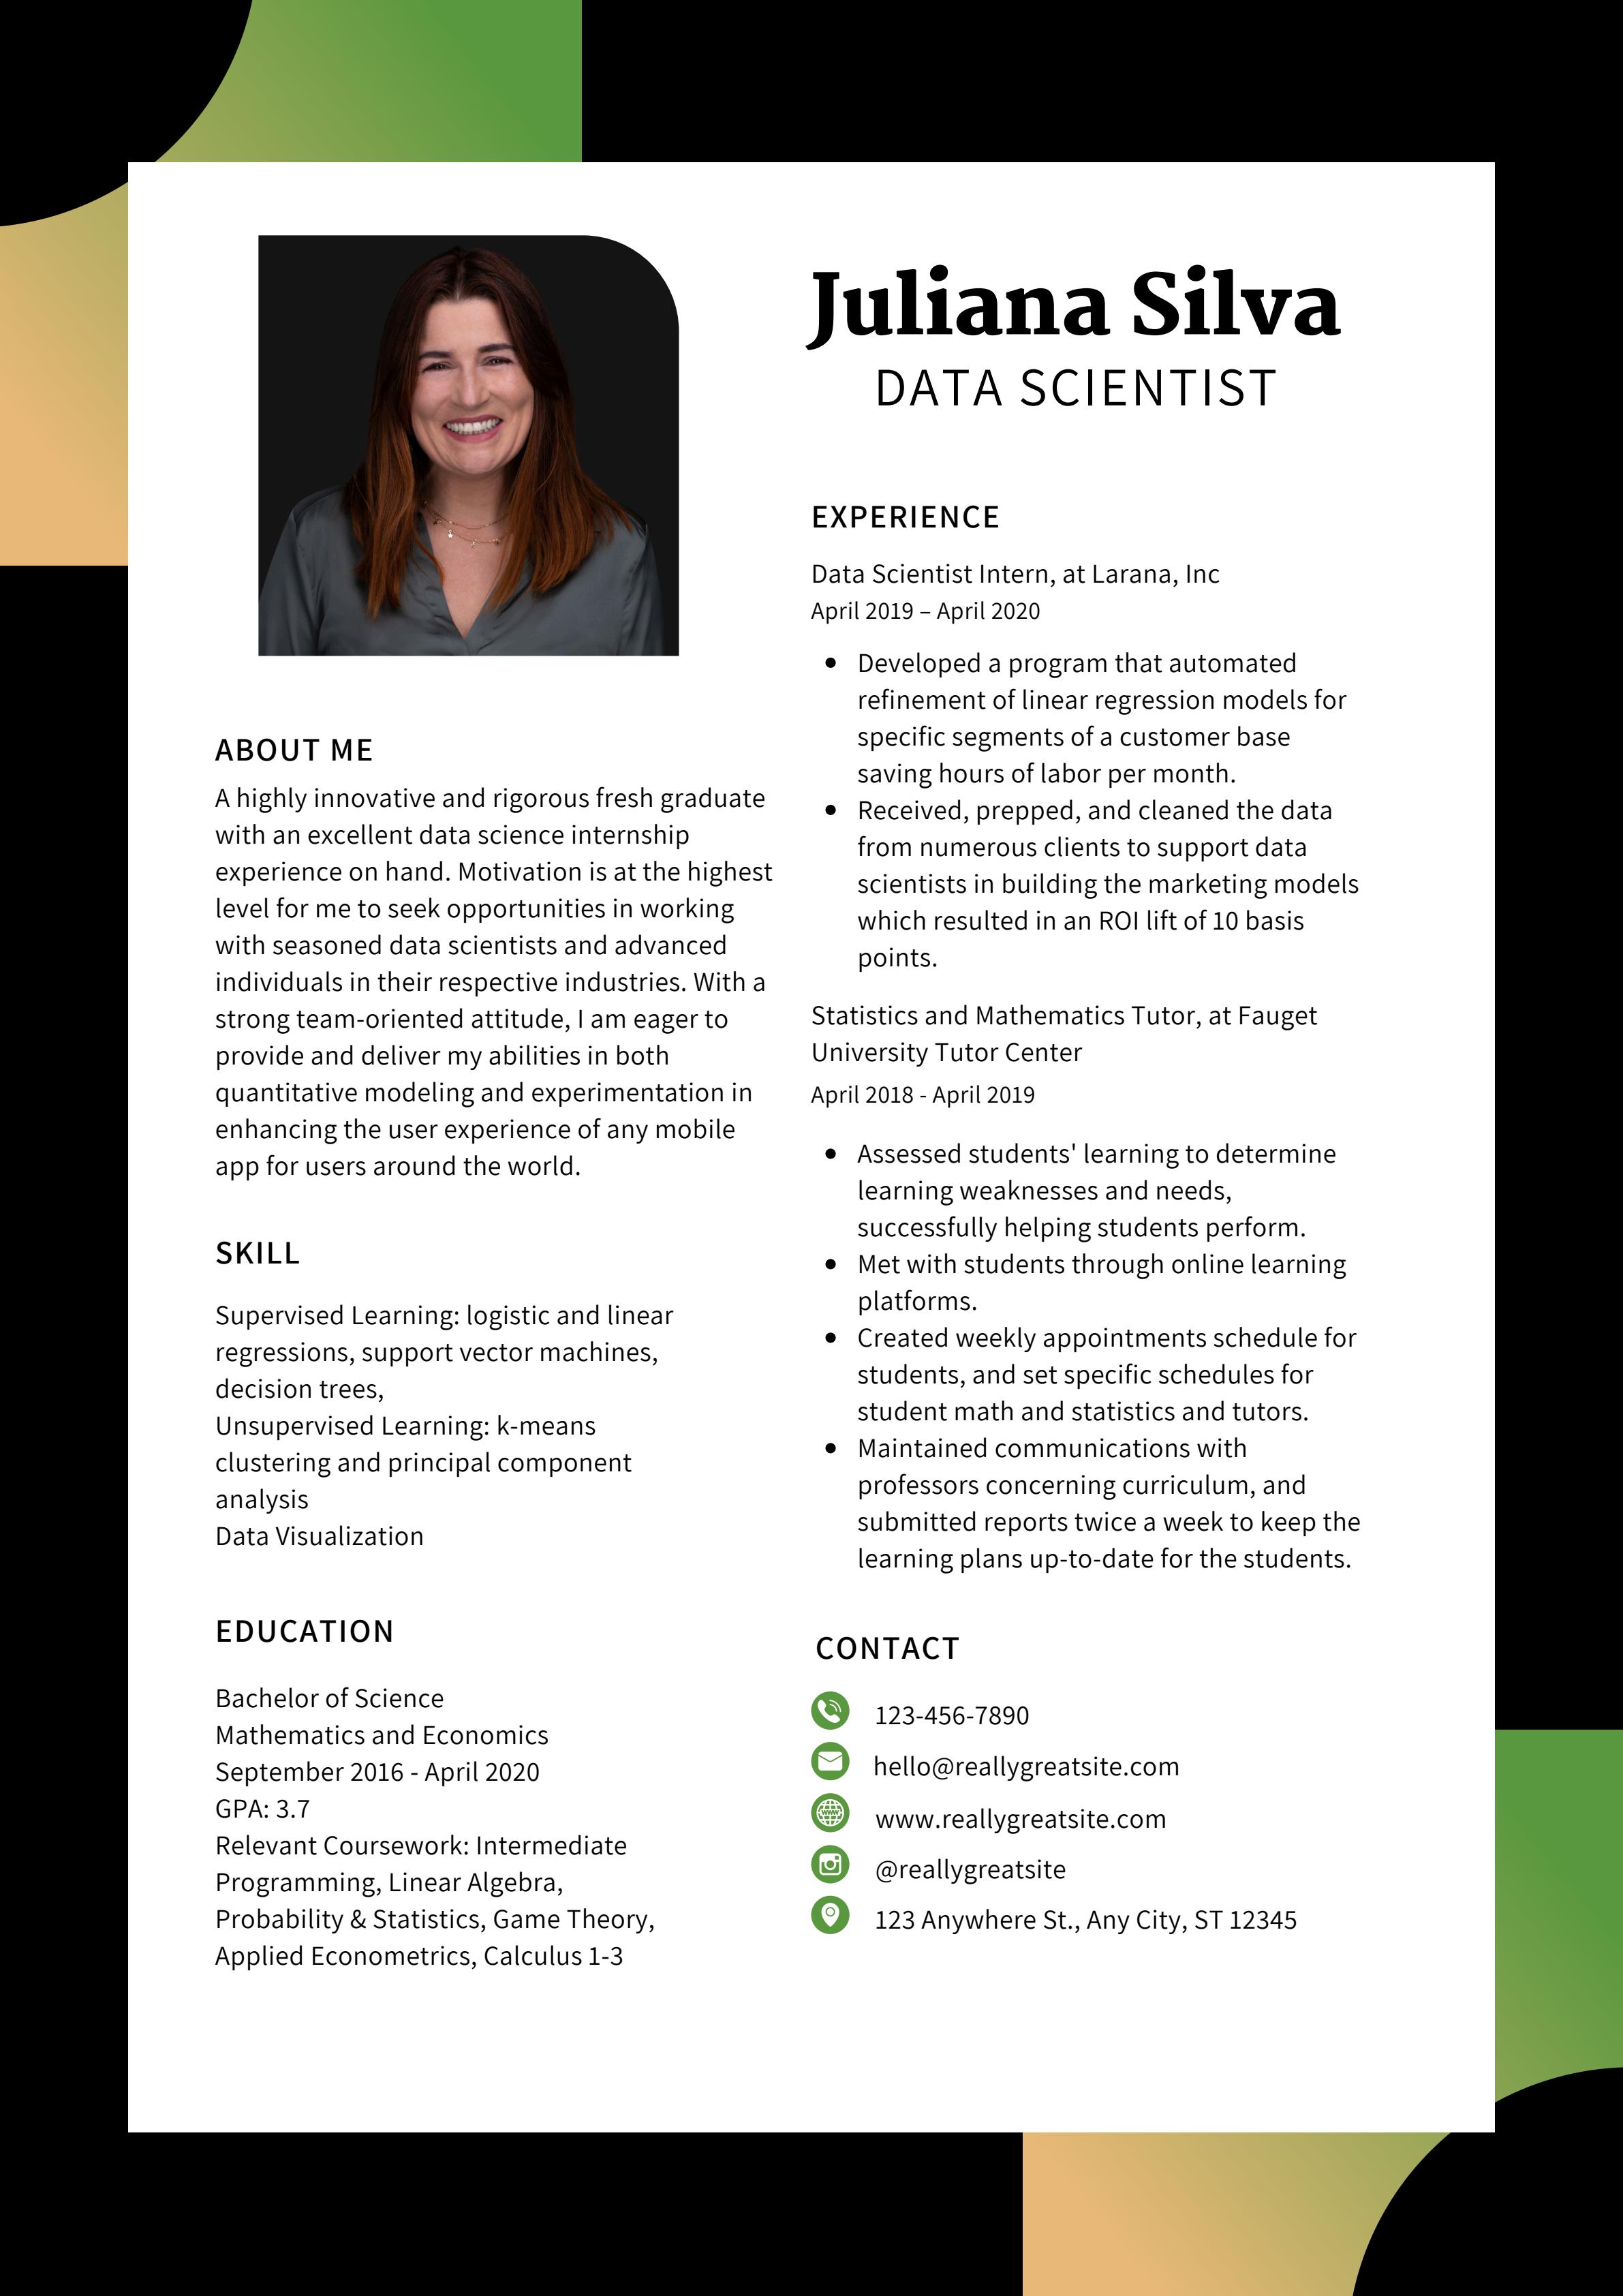 Juliana Silva
DATA SCIENTIST
ABOUT ME
A highly innovative and rigorous fresh graduate
with an excellent data science internship
experience on hand. Motivation is at the highest
level for me to seek opportunities in working
with seasoned data scientists and advanced
individuals in their respective industries. With a
strong team-oriented attitude, I am eager to
provide and deliver my abilities in both
quantitative modeling and experimentation in
enhancing the user experience of any mobile
app for users around the world.
SKILL
Supervised Learning: logistic and linear
regressions, support vector machines,
decision trees,
Unsupervised Learning: k-means
clustering and principal component
analysis
Data Visualization
EDUCATION
Bachelor of Science
Mathematics and Economics
September 2016 - April 2020
GPA: 3.7
Relevant Coursework: Intermediate
Programming, Linear Algebra,
Probability & Statistics, Game Theory,
Applied Econometrics, Calculus 1-3
EXPERIENCE
Data Scientist Intern, at Larana, Inc
April 2019 – April 2020
• Developed a program that automated
refinement of linear regression models for
specific segments of a customer base
saving hours of labor per month.
• Received, prepped, and cleaned the data
from numerous clients to support data
scientists in building the marketing models
which resulted in an ROI lift of 10 basis
points.
Statistics and Mathematics Tutor, at Fauget
University Tutor Center
April 2018 - April 2019
• Assessed students' learning to determine
learning weaknesses and needs,
successfully helping students perform.
• Met with students through online learning
platforms.
• Created weekly appointments schedule for
students, and set specific schedules for
student math and statistics and tutors.
• Maintained communications with
professors concerning curriculum, and
submitted reports twice a week to keep the
learning plans up-to-date for the students.
CONTACT
123-456-7890
hello@reallygreatsite.com
www.reallygreatsite.com
@reallygreatsite
123 Anywhere St., Any City, ST 12345